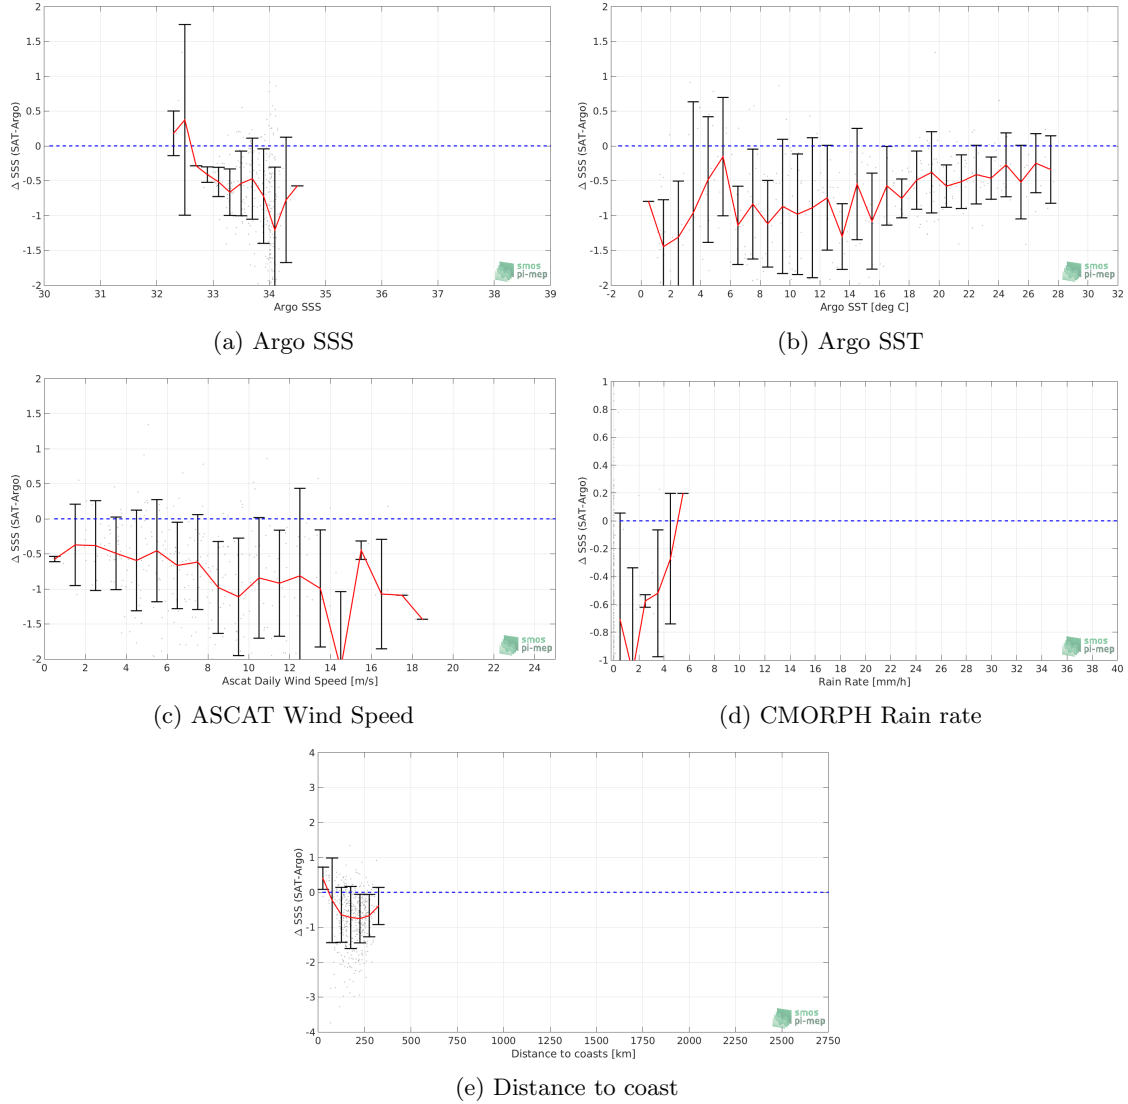 2
1.5
1
0.5
0
-0.5
-1
-1.5
-2
Δ SSS (SAT-Argo)
30 31 32 33 34 35 36 37 38 39
Argo SSS
smos
pi-mep
(a) Argo SSS
2
1.5
1
0.5
0
-0.5
-1
-1.5
-2
Δ SSS (SAT-Argo)
-2 0 2 4 6 8 10 12 14 16 18 20 22 24 26 28 30 32
Argo SST [deg C]
smos
pi-mep
(b) Argo SST
2
1.5
1
0.5
0
-0.5
-1
-1.5
-2
Δ SSS (SAT-Argo)
0 2 4 6 8 10 12 14 16 18 20 22 24
Ascat Daily Wind Speed [m/s]
smos
pi-mep
(c) ASCAT Wind Speed
1
0.8
0.6
0.4
0.2
0
-0.2
-0.4
-0.6
-0.8
-1
Δ SSS (SAT-Argo)
0 2 4 6 8 10 12 14 16 18 20 22 24 26 28 30 32 34 36 38 40
Rain Rate [mm/h]
smos
pi-mep
(d) CMORPH Rain rate
4
3
2
1
0
-1
-2
-3
-4
Δ SSS (SAT-Argo)
0 250 500 750 1000 1250 1500 1750 2000 2250 2500 2750
Distance to coasts [km]
smos
pi-mep
(e) Distance to coast